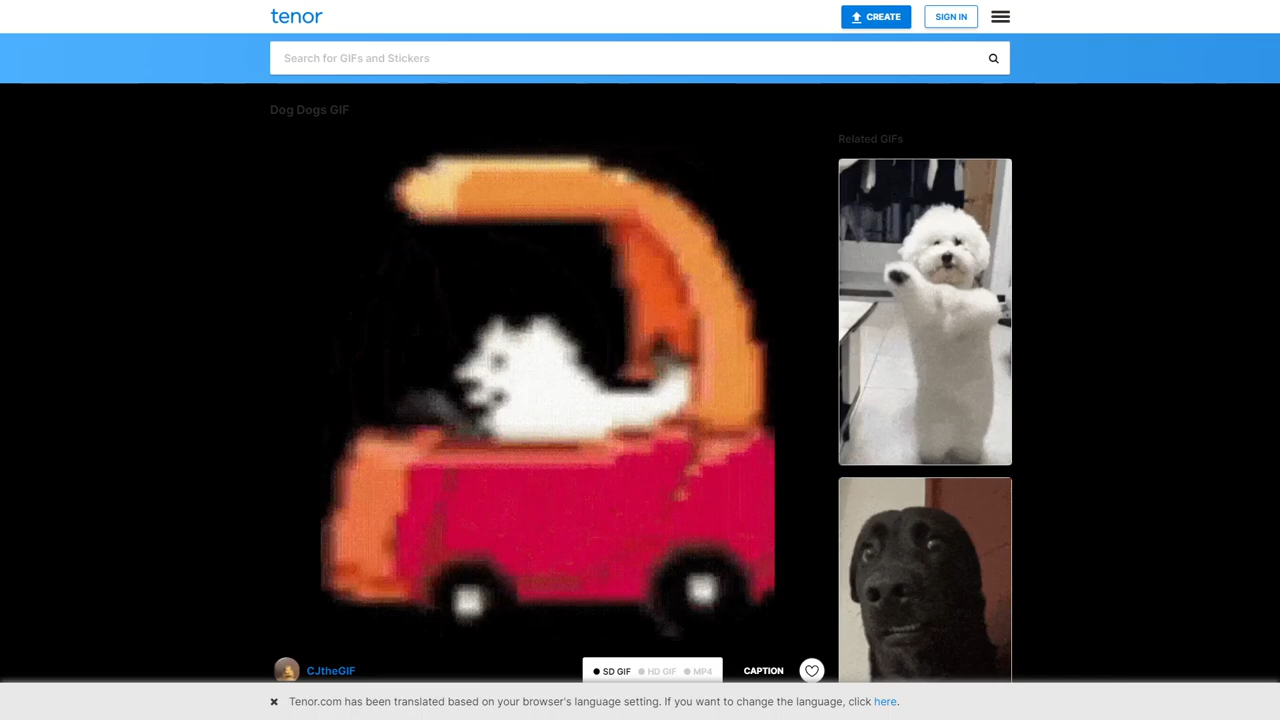 tenor
CREATE
SIGN IN
Search for GIFs and Stickers
Dog Dogs GIF
Related GIFs
CJtheGIF
SD GIF HD GIF MP4
CAPTION
Tenor.com has been translated based on your browser's language setting. If you want to change the language, click here.